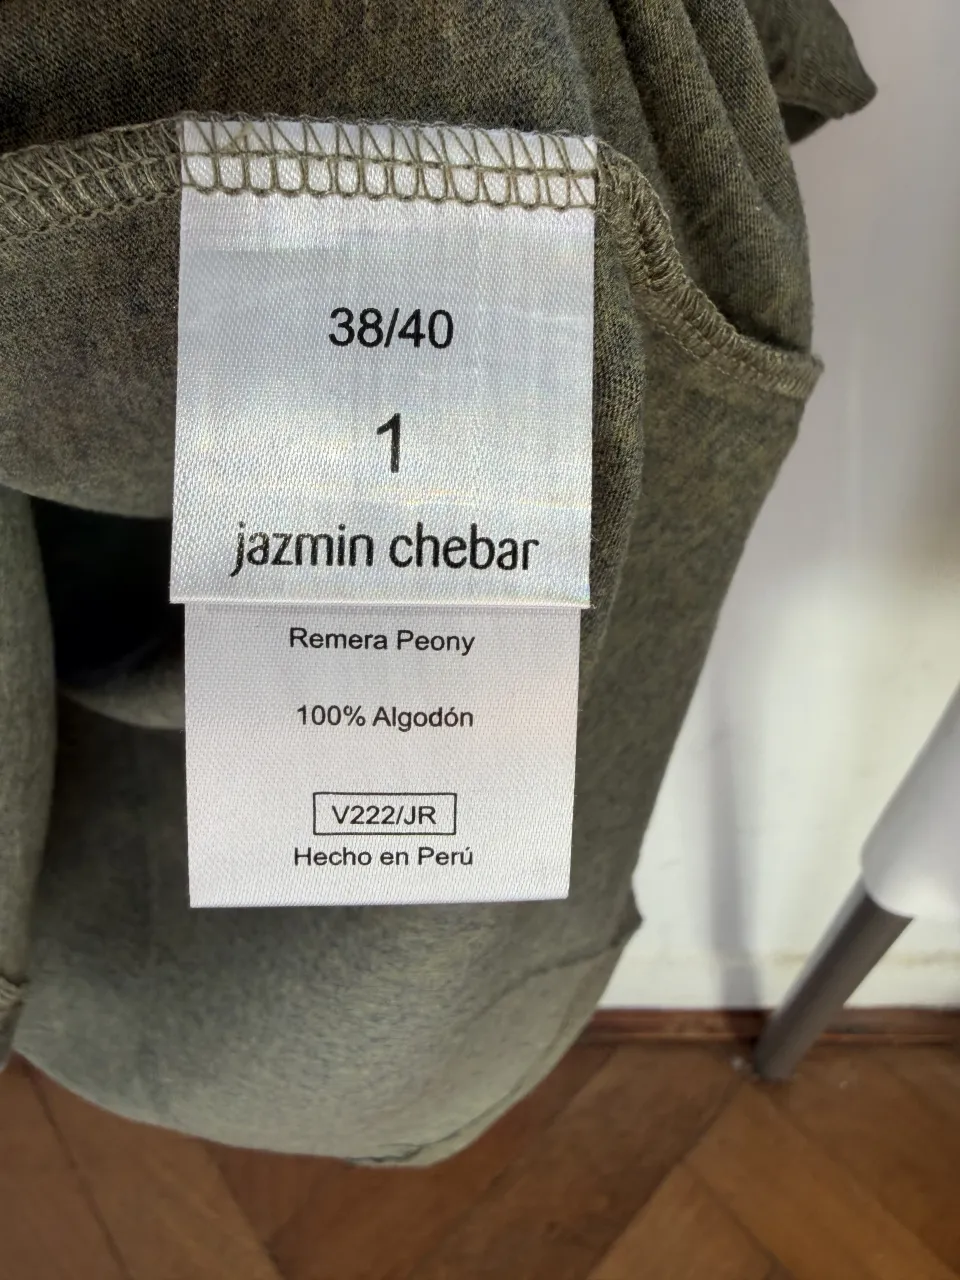 38/40
1
jazmin chebar
Remera Peony
100% Algodón
V222/JR
Hecho en Perú